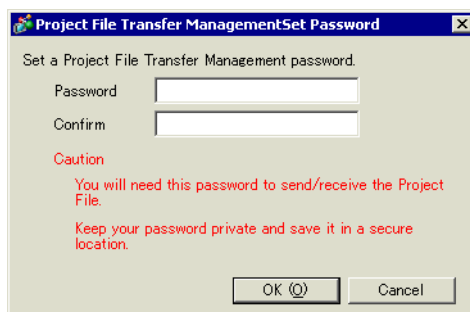 Project File Transfer ManagementSet Password
Set a Project File Transfer Management password.
Password
Confirm
Caution
You will need this password to send/receive the Project
File.
Keep your password private and save it in a secure
location.
OK (O)
Cancel